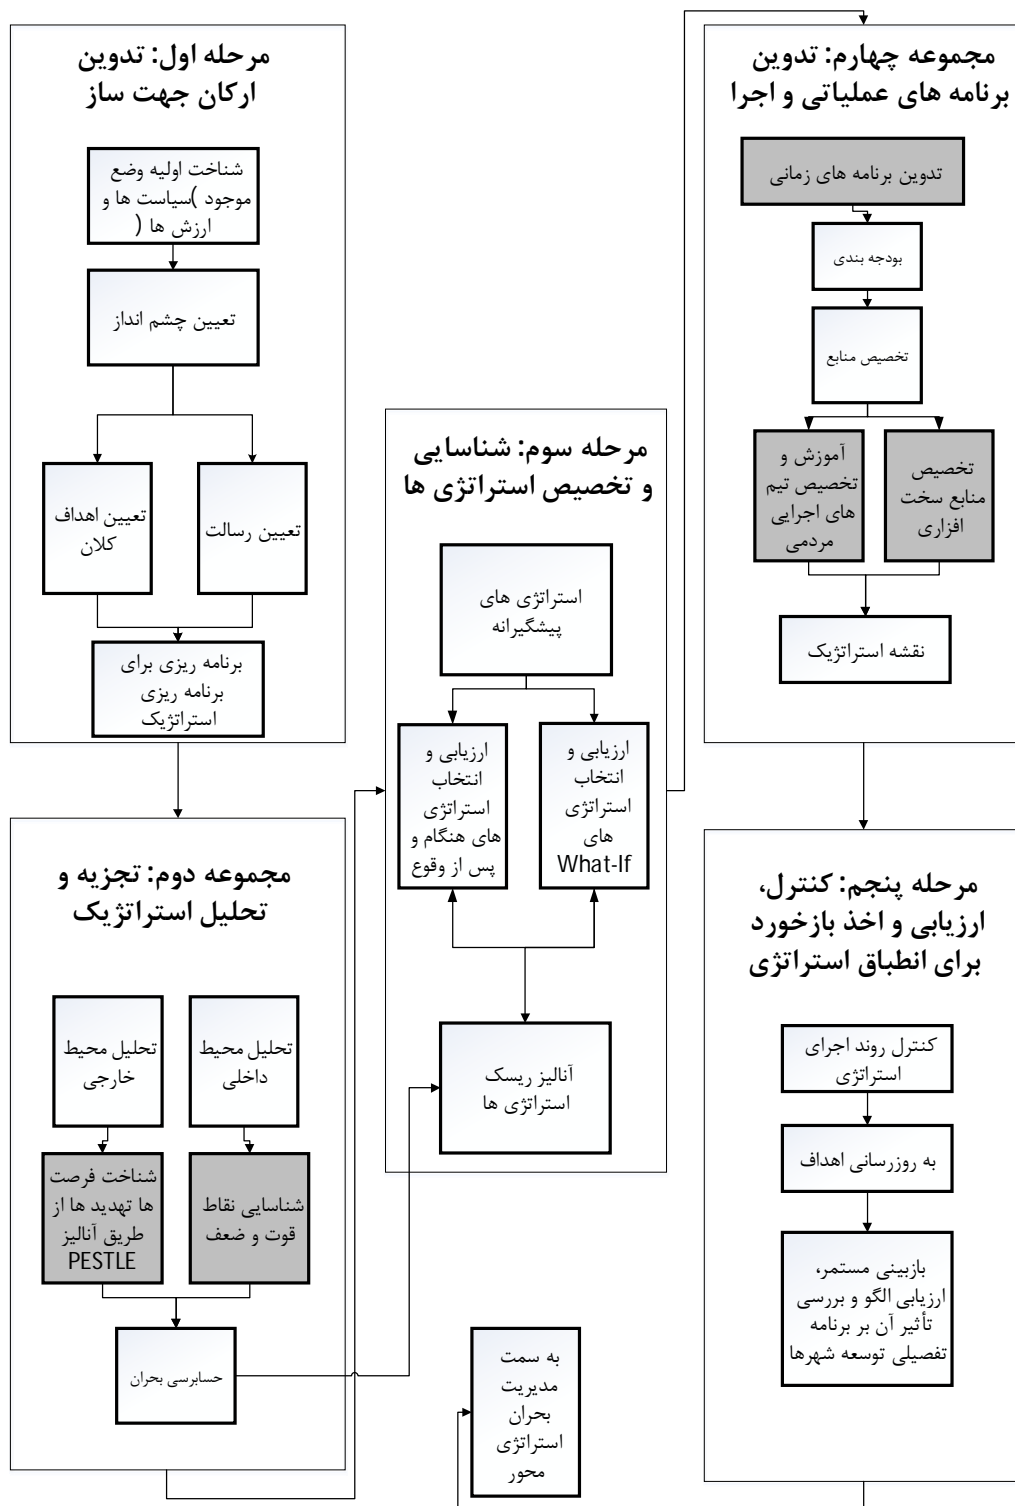 مرحله اول: تدوین
ارکان جهت ساز
شناخت اولیه وضع
موجود )سیاست ها و
ارزش ها (
تعیین چشم انداز
تعیین اهداف
کلان
تعیین رسالت
برنامه ریزی برای
برنامه ریزی
استراتژیک
مجموعه دوم: تجزیه و
تحلیل استراتژیک
تحلیل محیط
خارجی
تحلیل محیط
داخلی
شناخت فرصت
ها تهدید ها از
طریق آنالیز
PESTLE
شناسایی نقاط
قوت و ضعف
حسابرسی بحران
مرحله سوم: شناسایی
و تخصیص استراتژی ها
استراتژی های
پیشگیرانه
ارزیابی و
انتخاب
استراتژی
های هنگام و
پس از وقوع
ارزیابی و
انتخاب
استراتژی
های
What-If
آنالیز ریسک
استراتژی ها
مجموعه چهارم: تدوین
برنامه های عملیاتی و اجرا
تدوین برنامه های زمانی
بودجه بندی
تخصیص منابع
آموزش و
تخصیص تیم
های اجرایی
مردمی
تخصیص
منابع سخت
افزاری
نقشه استراتژیک
مرحله پنجم: کنترل،
ارزیابی و اخذ بازخورد
برای انطباق استراتژی
کنترل روند اجرای
استراتژی
به روزرسانی اهداف
بازبینی مستمر،
ارزیابی الگو و بررسی
تأثیر آن بر برنامه
تفصیلی توسعه شهرها
به سمت
مدیریت
بحران
استراتژی
محور